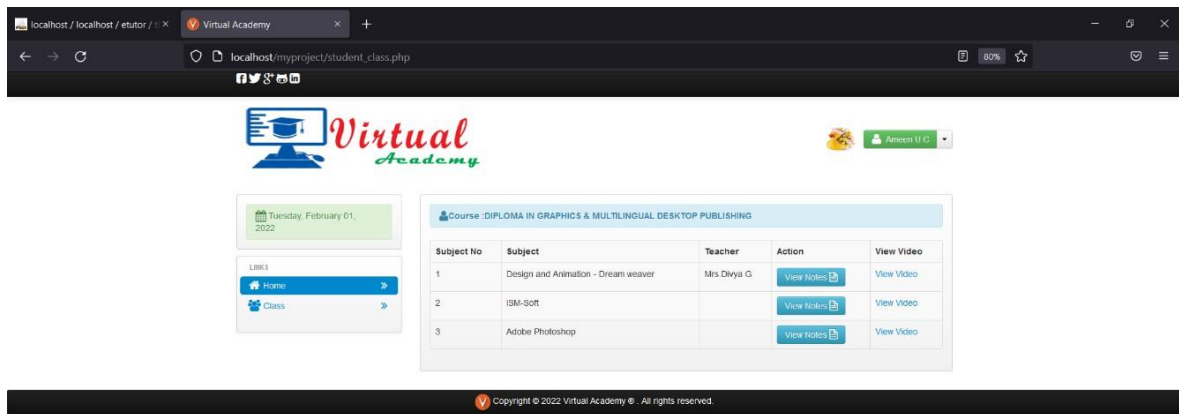 localhost / localhost / etutor /
Virtual Academy
localhost/myproject/student_class.php
80%
Virtual
Academy
Ameen U C
Tuesday, February 01,
2022
Course :DIPLOMA IN GRAPHICS & MULTILINGUAL DESKTOP PUBLISHING
Subject No Subject Teacher Action View Video
1 Design and Animation - Dream weaver Mrs.Divya G View Notes View Video
2 ISM-Soft View Notes View Video
3 Adobe Photoshop View Notes View Video
LINKS
Home
Class
Copyright © 2022 Virtual Academy ® . All rights reserved.